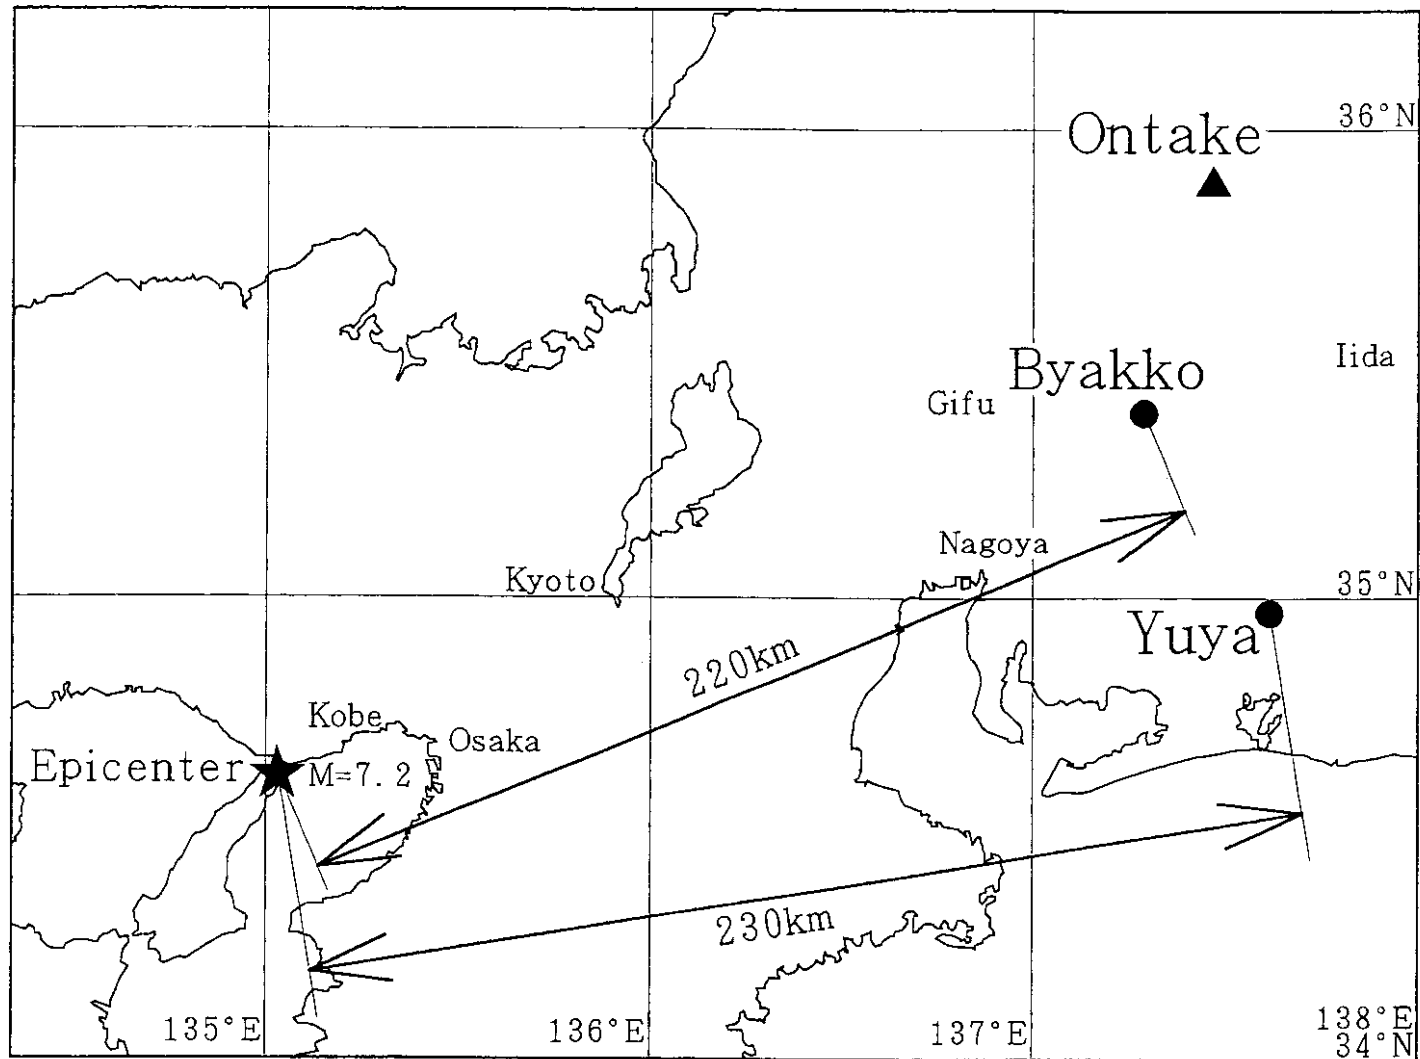 36°N
Ontake
Iida
Byakko
Gifu
Nagoya
Kyoto
35°N
Yuya
220km
Kobe
Osaka
Epicenter
M=7.2
230km
135°E
136°E
137°E
138°E
34°N